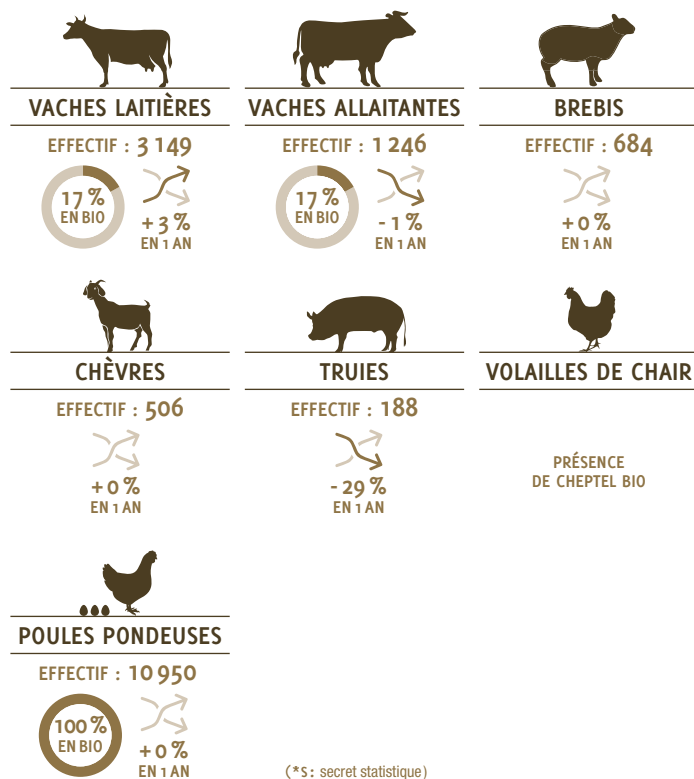 VACHES LAITIÈRES
EFFECTIF : 3 149
17 %
EN BIO
+ 3 %
EN 1 AN
VACHES ALLAITANTES
EFFECTIF : 1 246
17 %
EN BIO
- 1 %
EN 1 AN
BREBIS
EFFECTIF : 684
+ 0 %
EN 1 AN
CHÈVRES
EFFECTIF : 506
+ 0 %
EN 1 AN
TRUIES
EFFECTIF : 188
- 29 %
EN 1 AN
VOLAILLES DE CHAIR
PRÉSENCE
DE CHEPTEL BIO
POULES PONDEUSES
EFFECTIF : 10 950
100 %
EN BIO
+ 0 %
EN 1 AN
(*S : secret statistique)